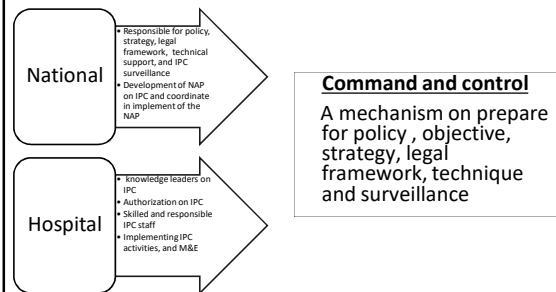 National
• Responsible for policy,
strategy, legal
framework, technical
support, and IPC
surveillance
• Development of NAP
on IPC and coordinate
in implement of the
NAP
Hospital
• knowledge leaders on
IPC
• Authorization on IPC
• Skilled and responsible
IPC staff
• Implementing IPC
activities, and M&E
Command and control
A mechanism on prepare
for policy , objective,
strategy, legal
framework, technique
and surveillance